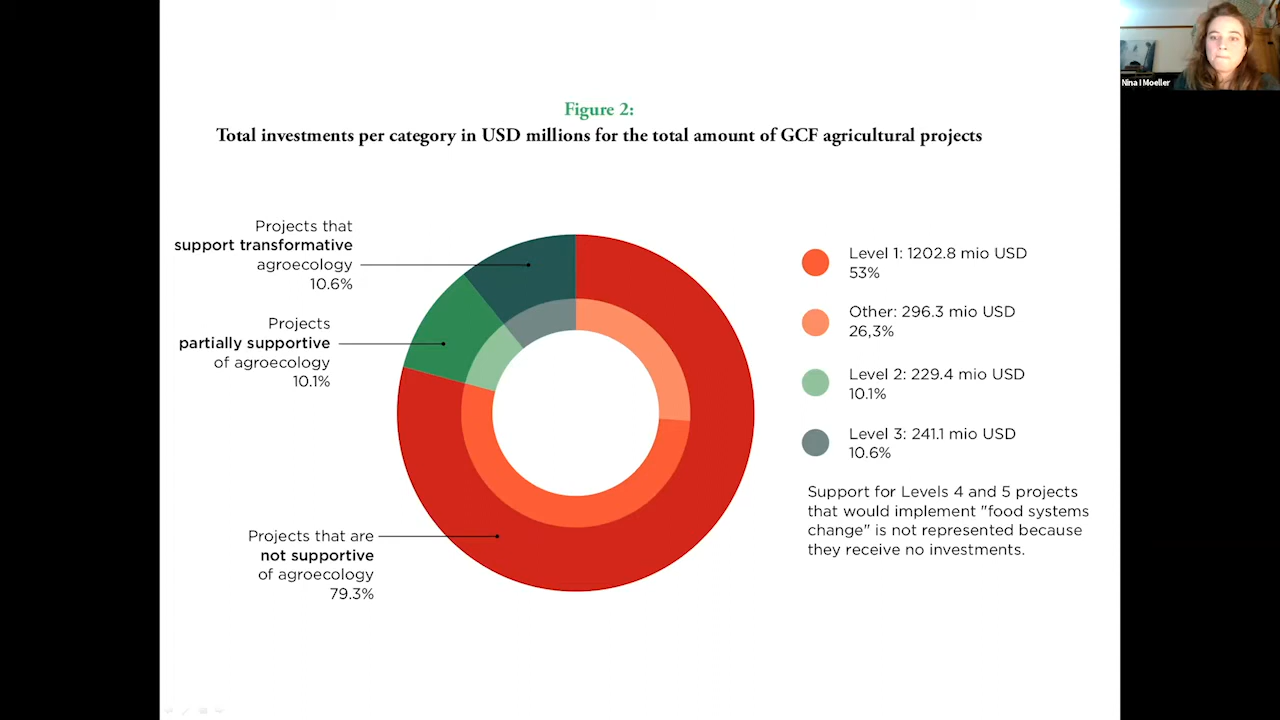 Nina I Moeller
Figure 2:
Total investments per category in USD millions for the total amount of GCF agricultural projects
Projects that
support transformative
agroecology
10.6%
Projects
partially supportive
of agroecology
10.1%
Projects that are
not supportive
of agroecology
79.3%
Level 1: 1202.8 mio USD
53%
Other: 296.3 mio USD
26,3%
Level 2: 229.4 mio USD
10.1%
Level 3: 241.1 mio USD
10.6%
Support for Levels 4 and 5 projects
that would implement "food systems
change" is not represented because
they receive no investments.